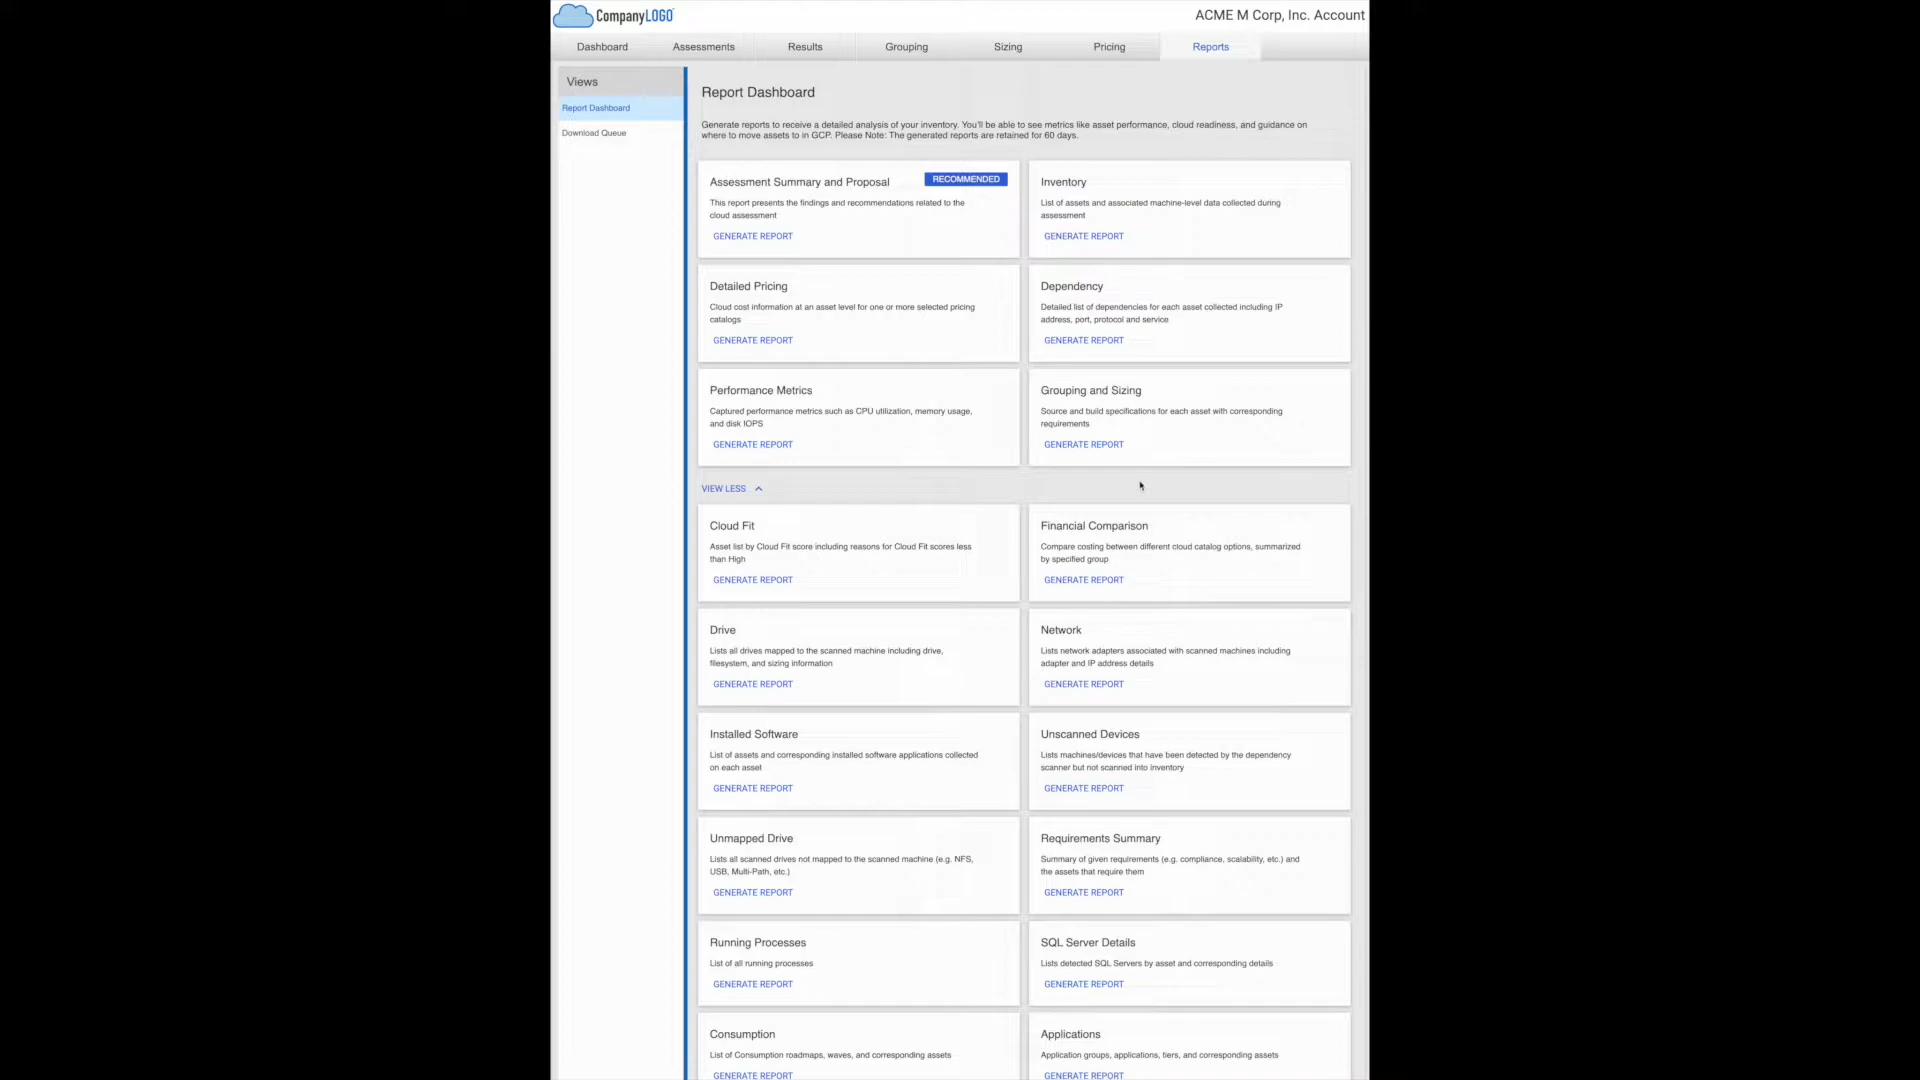 CompanyLOGO
ACME M Corp, Inc. Account
Dashboard
Assessments
Results
Grouping
Sizing
Pricing
Reports
Views
Report Dashboard
Download Queue
Report Dashboard
Generate reports to receive a detailed analysis of your inventory. You'll be able to see metrics like asset performance, cloud readiness, and guidance on
where to move assets to in GCP. Please Note: The generated reports are retained for 60 days.
Assessment Summary and Proposal
RECOMMENDED
This report presents the findings and recommendations related to the
cloud assessment
GENERATE REPORT
Inventory
List of assets and associated machine-level data collected during
assessment
GENERATE REPORT
Detailed Pricing
Cloud cost information at an asset level for one or more selected pricing
catalogs
GENERATE REPORT
Dependency
Detailed list of dependencies for each asset collected including IP
address, port, protocol and service
GENERATE REPORT
Performance Metrics
Captured performance metrics such as CPU utilization, memory usage,
and disk IOPS
GENERATE REPORT
Grouping and Sizing
Source and build specifications for each asset with corresponding
requirements
GENERATE REPORT
VIEW LESS
Cloud Fit
Asset list by Cloud Fit score including reasons for Cloud Fit scores less
than High
GENERATE REPORT
Financial Comparison
Compare costing between different cloud catalog options, summarized
by specified group
GENERATE REPORT
Drive
Lists all drives mapped to the scanned machine including drive,
filesystem, and sizing information
GENERATE REPORT
Network
Lists network adapters associated with scanned machines including
adapter and IP address details
GENERATE REPORT
Installed Software
List of assets and corresponding installed software applications collected
on each asset
GENERATE REPORT
Unscanned Devices
Lists machines/devices that have been detected by the dependency
scanner but not scanned into inventory
GENERATE REPORT
Unmapped Drive
Lists all scanned drives not mapped to the scanned machine (e.g. NFS,
USB, Multi-Path, etc.)
GENERATE REPORT
Requirements Summary
Summary of given requirements (e.g. compliance, scalability, etc.) and
the assets that require them
GENERATE REPORT
Running Processes
List of all running processes
GENERATE REPORT
SQL Server Details
Lists detected SQL Servers by asset and corresponding details
GENERATE REPORT
Consumption
List of Consumption roadmaps, waves, and corresponding assets
GENERATE REPORT
Applications
Application groups, applications, tiers, and corresponding assets
GENERATE REPORT